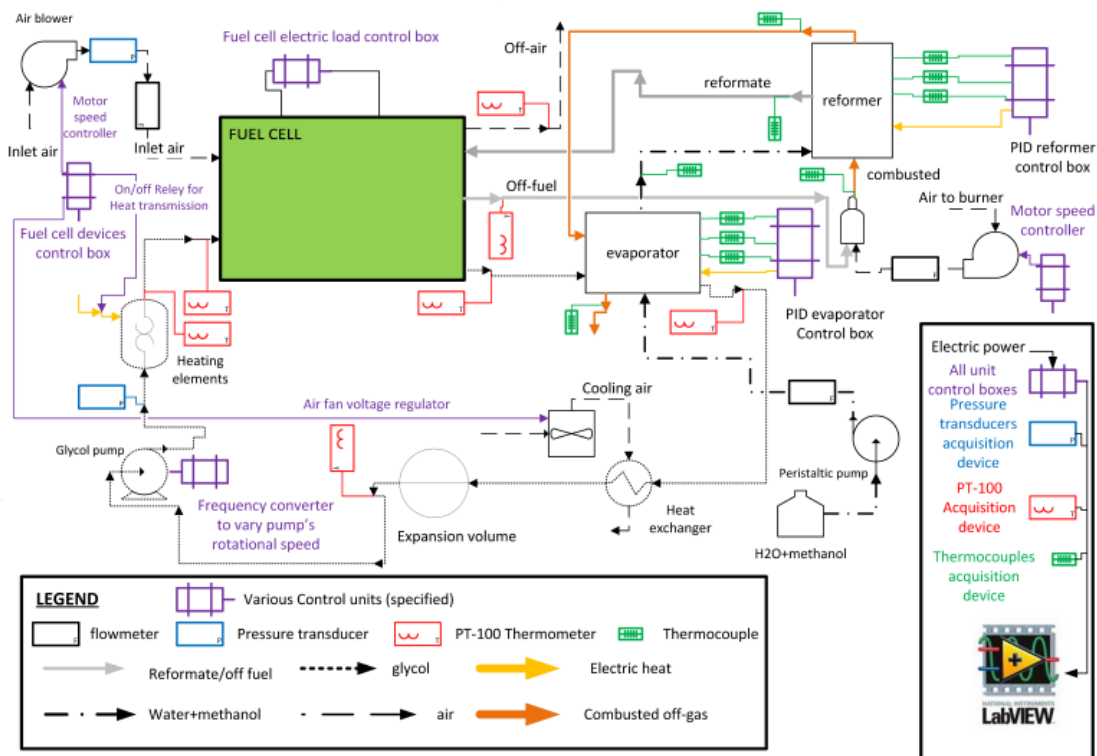 Air blower
Fuel cell electric load control box
Off-air
P
F
Motor
speed
controller
Inlet air
Inlet air
FUEL CELL
T
reformate
reformer
PID reformer
control box
combusted
Air to burner
Motor speed
controller
On/off Reley for
Heat transmission
Fuel cell devices
control box
Off-fuel
T
evaporator
F
PID evaporator
Control box
T
T
T
T
Heating
elements
P
Air fan voltage regulator
Cooling air
F
Glycol pump
T
Peristaltic pump
Frequency converter
to vary pump's
rotational speed
Expansion volume
Heat
exchanger
H2O+methanol
Electric power
All unit
control boxes
Pressure
transducers
acquisition
device
P
PT-100
Acquisition
device
T
Thermocouples
acquisition
device
NATIONAL INSTRUMENTS
LabVIEW
LEGEND
Various Control units (specified)
F
flowmeter
P
Pressure transducer
T
PT-100 Thermometer
Thermocouple
Reformate/off fuel
glycol
Electric heat
Water+methanol
air
Combusted off-gas